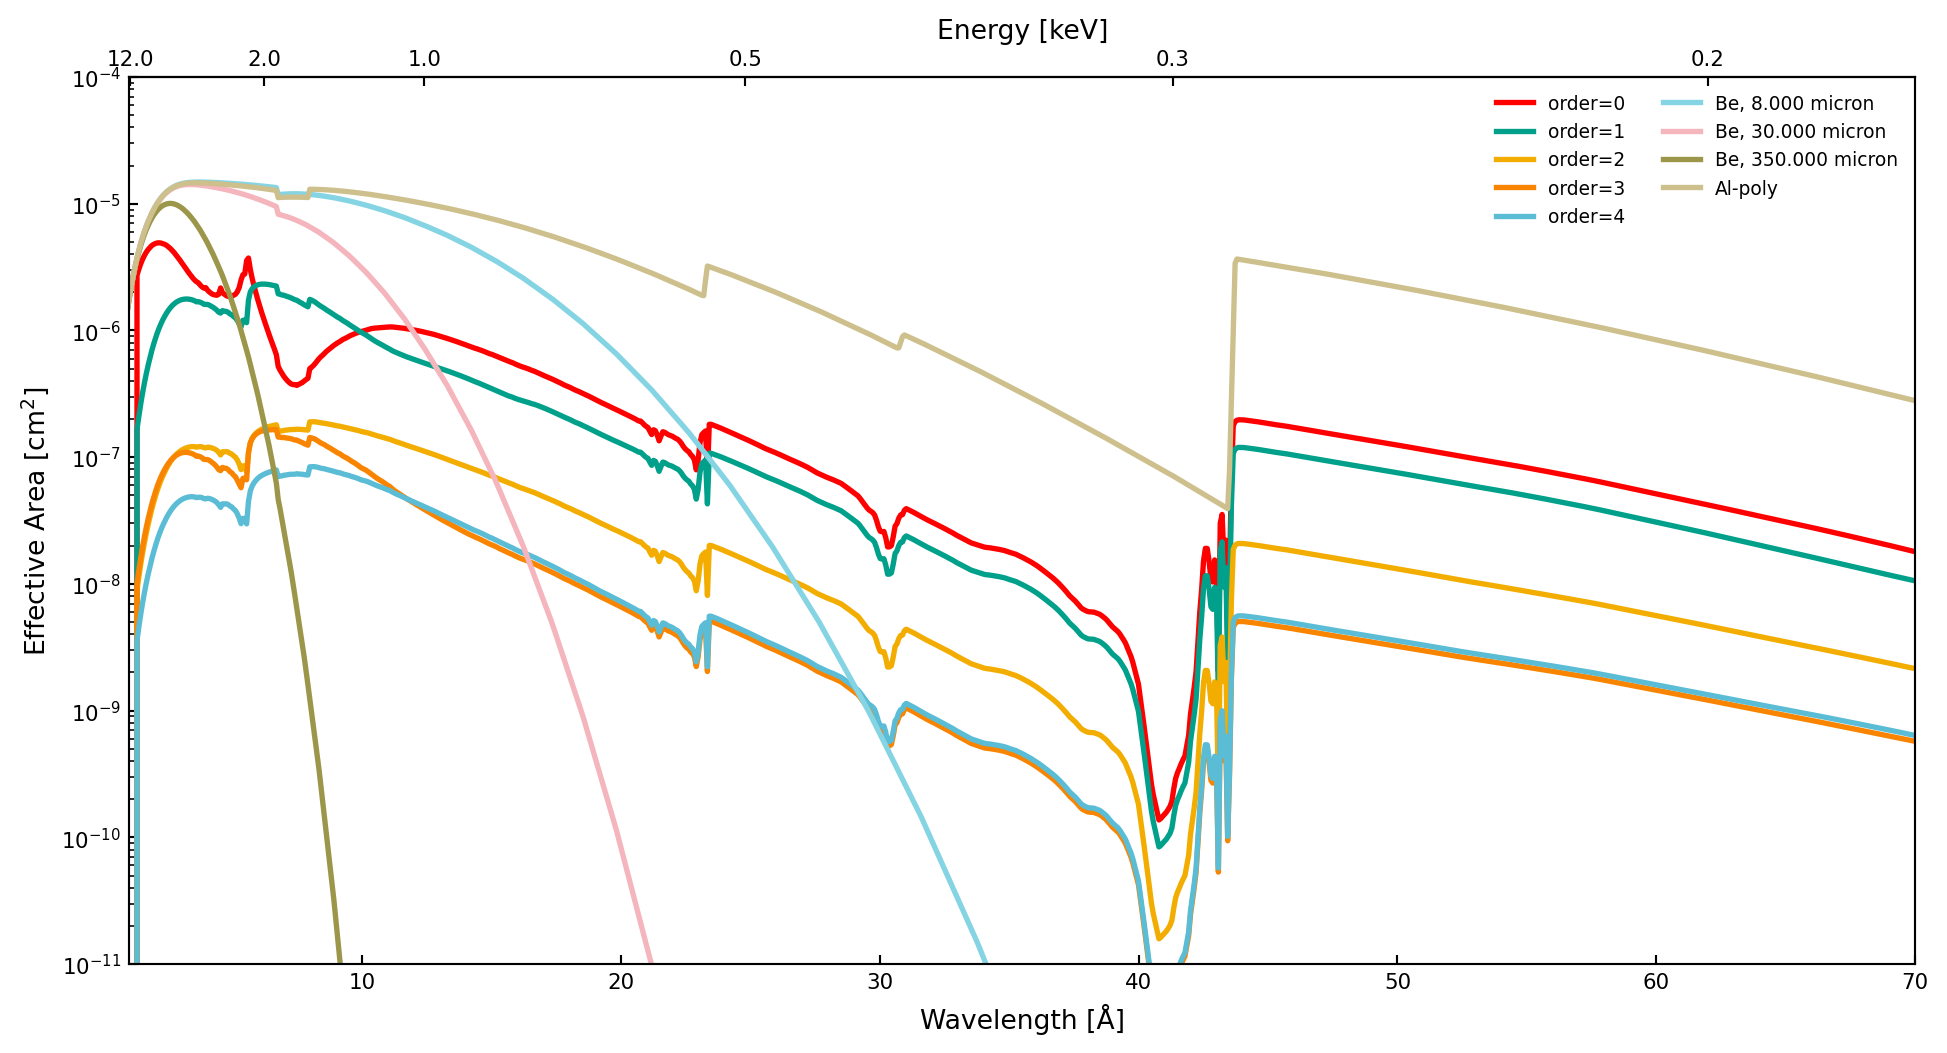 Energy [keV]
12.0 2.0 1.0 0.5 0.3 0.2
10⁻⁴
10⁻⁵
10⁻⁶
10⁻⁷
10⁻⁸
10⁻⁹
10⁻¹⁰
10⁻¹¹
Effective Area [cm²]
order=0
order=1
order=2
order=3
order=4
Be, 8.000 micron
Be, 30.000 micron
Be, 350.000 micron
Al-poly
10 20 30 40 50 60 70
Wavelength [Å]